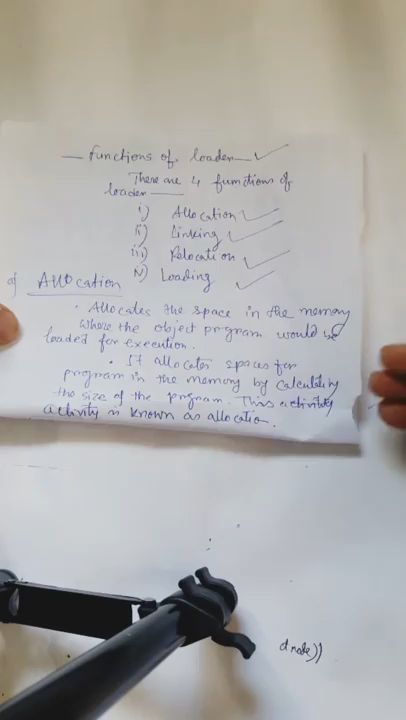 — Functions of loader — ✓
There are 4 functions of
loader —
i) Allocation ✓
ii) Linking ✓
iii) Relocation ✓
iv) Loading ✓
a) Allocation
• Allocates the space in the memory
where the object program would be
loaded for execution.
• It allocates spaces for
program in the memory by calculating
the size of the program. This activity
activity is known as allocation.
d node))